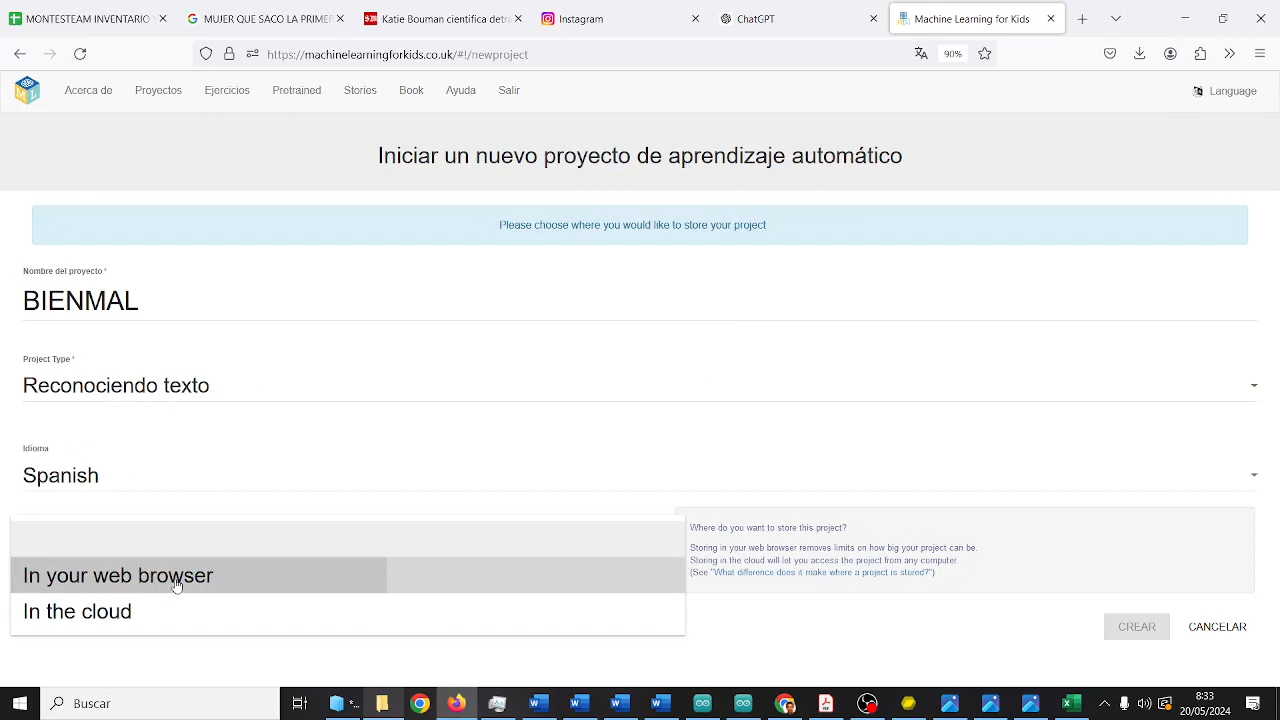 MONTESTEAM INVENTARIO
MUJER QUE SACO LA PRIMER
Katie Bouman científica detra
Instagram
ChatGPT
Machine Learning for Kids
https://machinelearningforkids.co.uk/#!/newproject
90%
Acerca de
Proyectos
Ejercicios
Pretrained
Stories
Book
Ayuda
Salir
Language
Iniciar un nuevo proyecto de aprendizaje automático
Please choose where you would like to store your project
Nombre del proyecto *
BIENMAL
Project Type *
Reconociendo texto
Idioma
Spanish
In your web browser
In the cloud
Where do you want to store this project?
Storing in your web browser removes limits on how big your project can be.
Storing in the cloud will let you access the project from any computer.
(See "What difference does it make where a project is stored?")
CREAR
CANCELAR
Buscar
8:33
20/05/2024